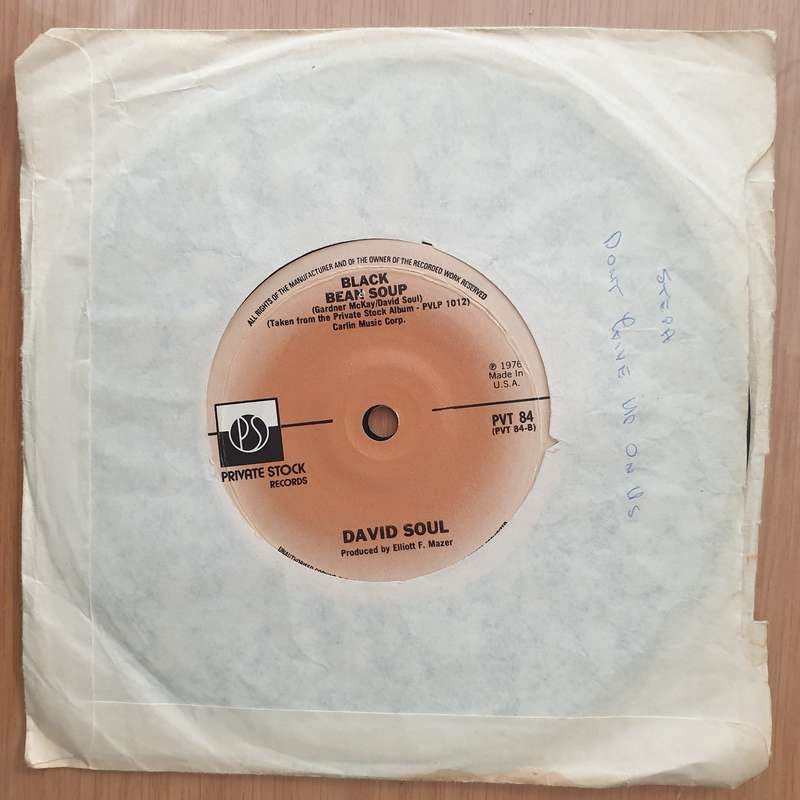 ALL RIGHTS OF THE MANUFACTURER AND OF THE OWNER OF THE RECORDED WORK RESERVED
BLACK
BEAN SOUP
(Gardner McKay/David Soul)
(Taken from the Private Stock Album - PVLP 1012)
Carlin Music Corp.
℗ 1976
Made In
U.S.A.
PVT 84
(PVT 84-B)
PS
PRIVATE STOCK
RECORDS
DAVID SOUL
Produced by Elliott F. Mazer
UNAUTHORISED
DONT GIVE UP ON US